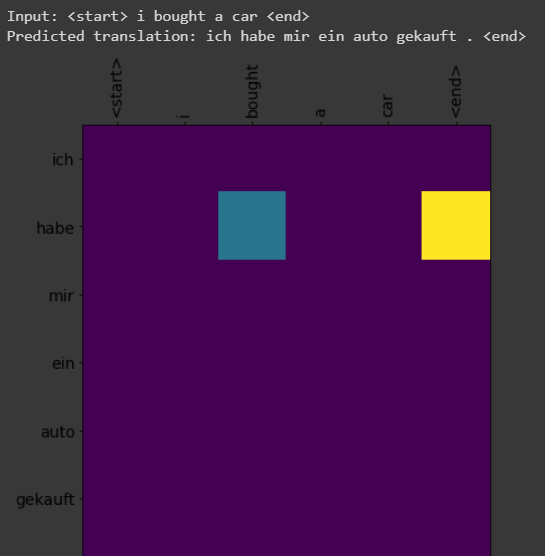 Input: <start> i bought a car <end>
Predicted translation: ich habe mir ein auto gekauft . <end>
<start> i bought a car <end>
ich
habe
mir
ein
auto
gekauft